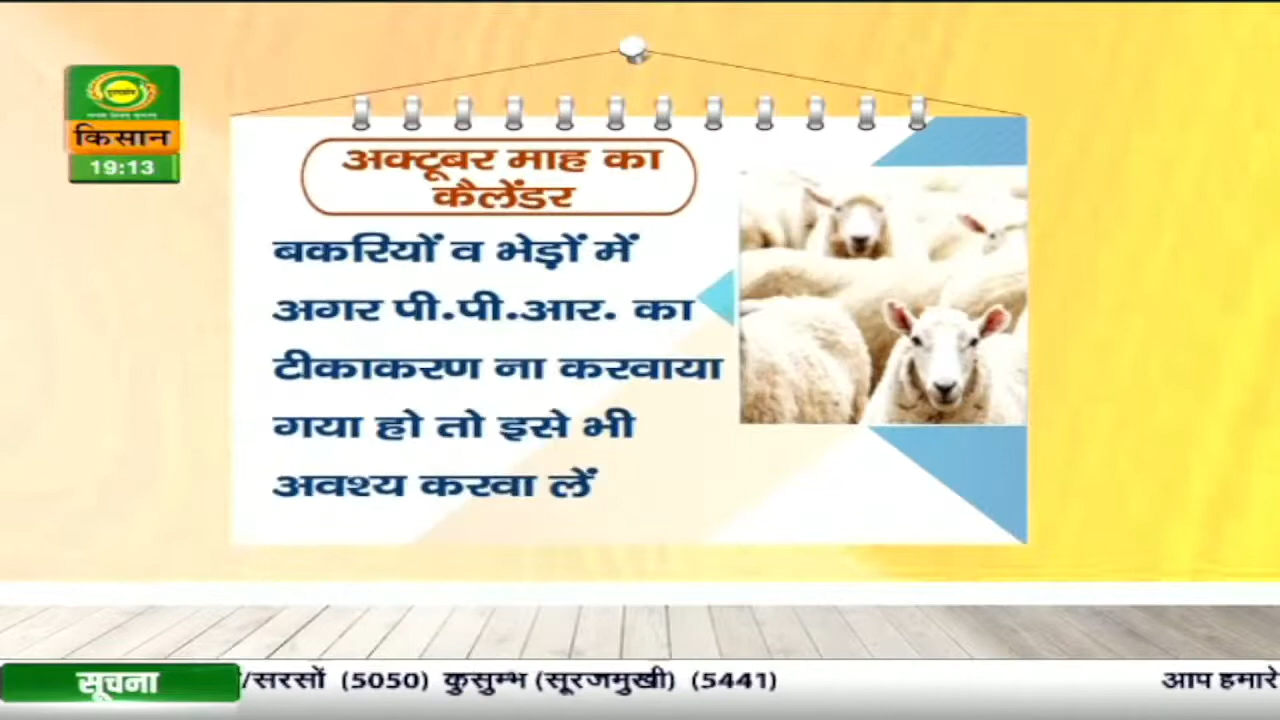 किसान
19:13
अक्टूबर माह का
कैलेंडर
बकरियों व भेड़ों में
अगर पी.पी.आर. का
टीकाकरण ना करवाया
गया हो तो इसे भी
अवश्य करवा लें
सूचना
/सरसों (5050) कुसुम्भ (सूरजमुखी) (5441)
आप हमारे